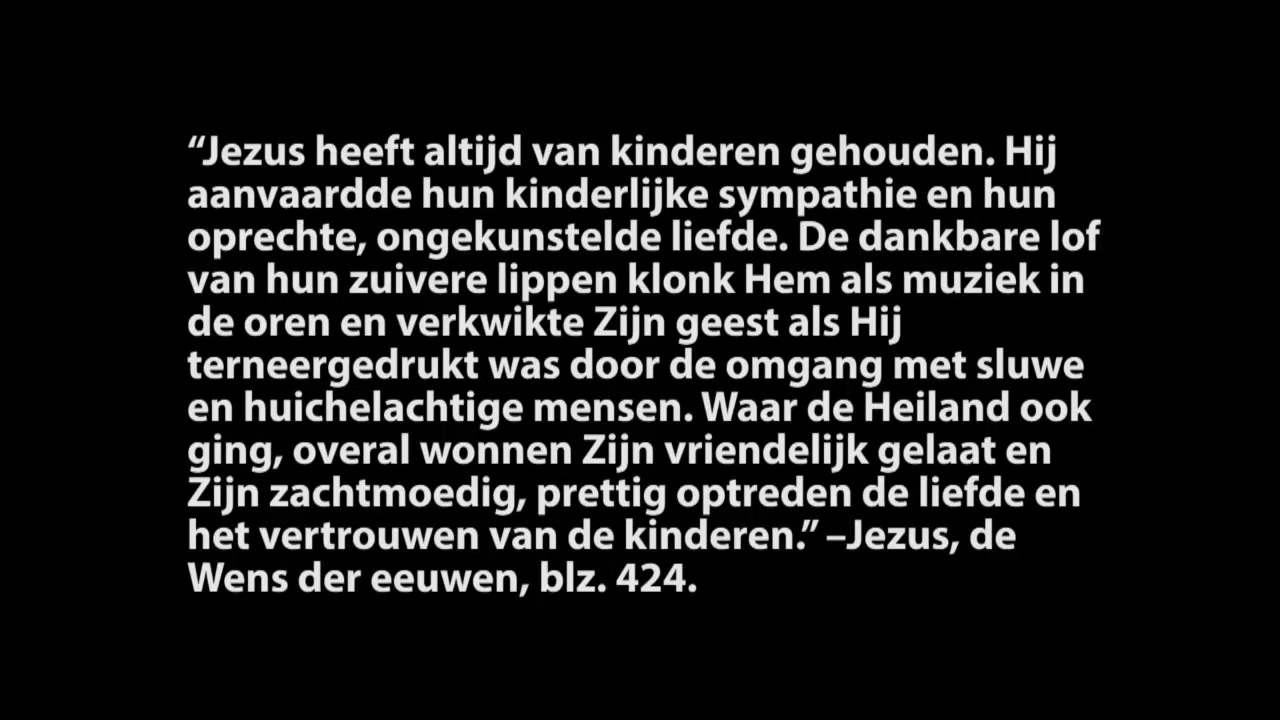 “Jezus heeft altijd van kinderen gehouden. Hij
aanvaardde hun kinderlijke sympathie en hun
oprechte, ongekunstelde liefde. De dankbare lof
van hun zuivere lippen klonk Hem als muziek in
de oren en verkwikte Zijn geest als Hij
terneergedrukt was door de omgang met sluwe
en huichelachtige mensen. Waar de Heiland ook
ging, overal wonnen Zijn vriendelijk gelaat en
Zijn zachtmoedig, prettig optreden de liefde en
het vertrouwen van de kinderen.” –Jezus, de
Wens der eeuwen, blz. 424.